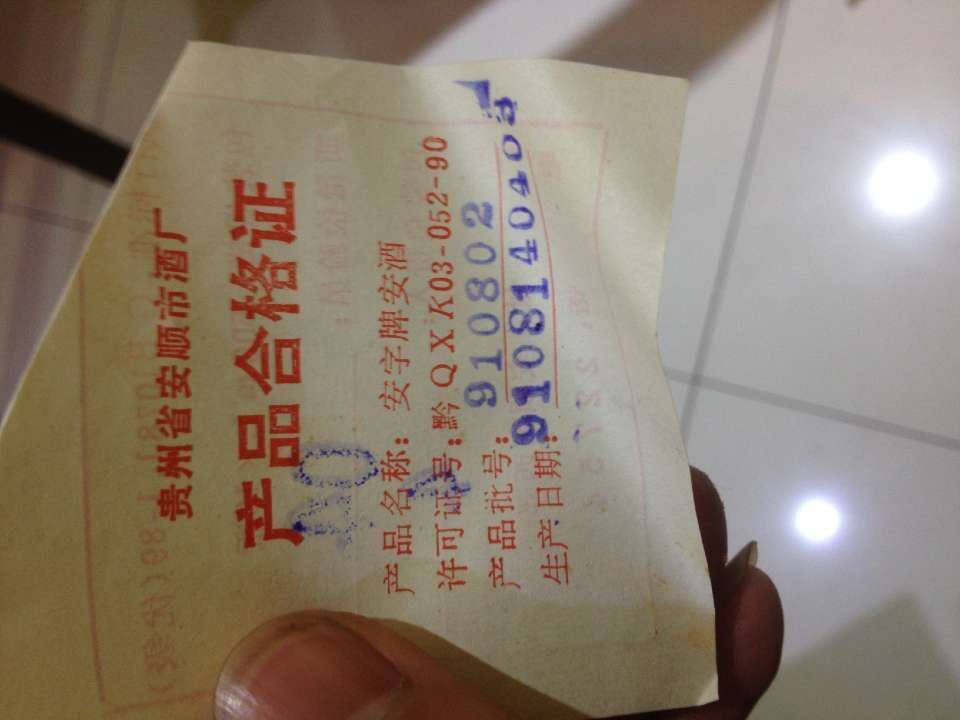 贵州省安顺市酒厂
产品合格证
产品名称：安字牌安酒
许可证号：黔QXK03-052-90
产品批号：910802
生产日期：910814040